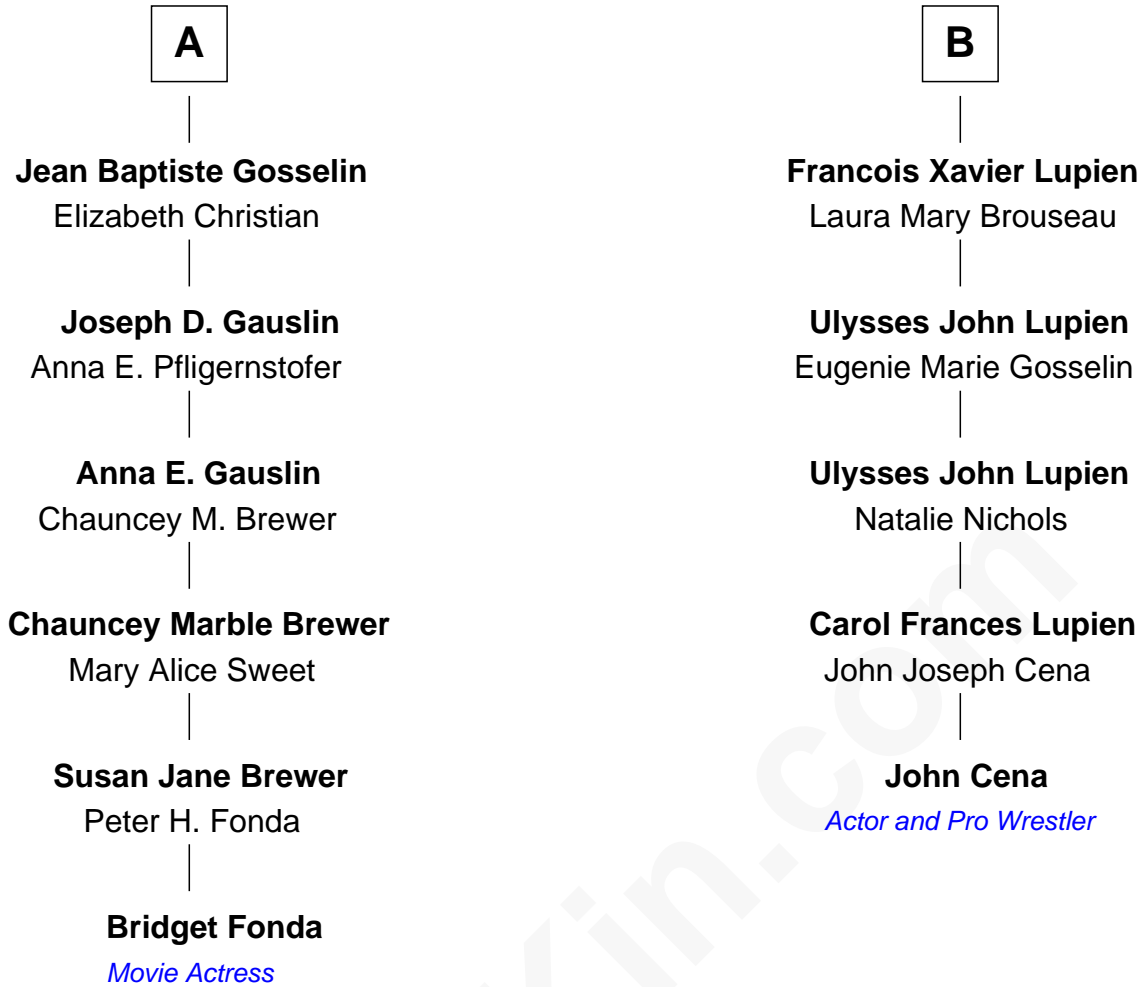 A
Jean Baptiste Gosselin
Elizabeth Christian
Joseph D. Gauslin
Anna E. Pfligernstofer
Anna E. Gauslin
Chauncey M. Brewer
Chauncey Marble Brewer
Mary Alice Sweet
Susan Jane Brewer
Peter H. Fonda
Bridget Fonda
Movie Actress
B
Francois Xavier Lupien
Laura Mary Brouseau
Ulysses John Lupien
Eugenie Marie Gosselin
Ulysses John Lupien
Natalie Nichols
Carol Frances Lupien
John Joseph Cena
John Cena
Actor and Pro Wrestler
Kin.com